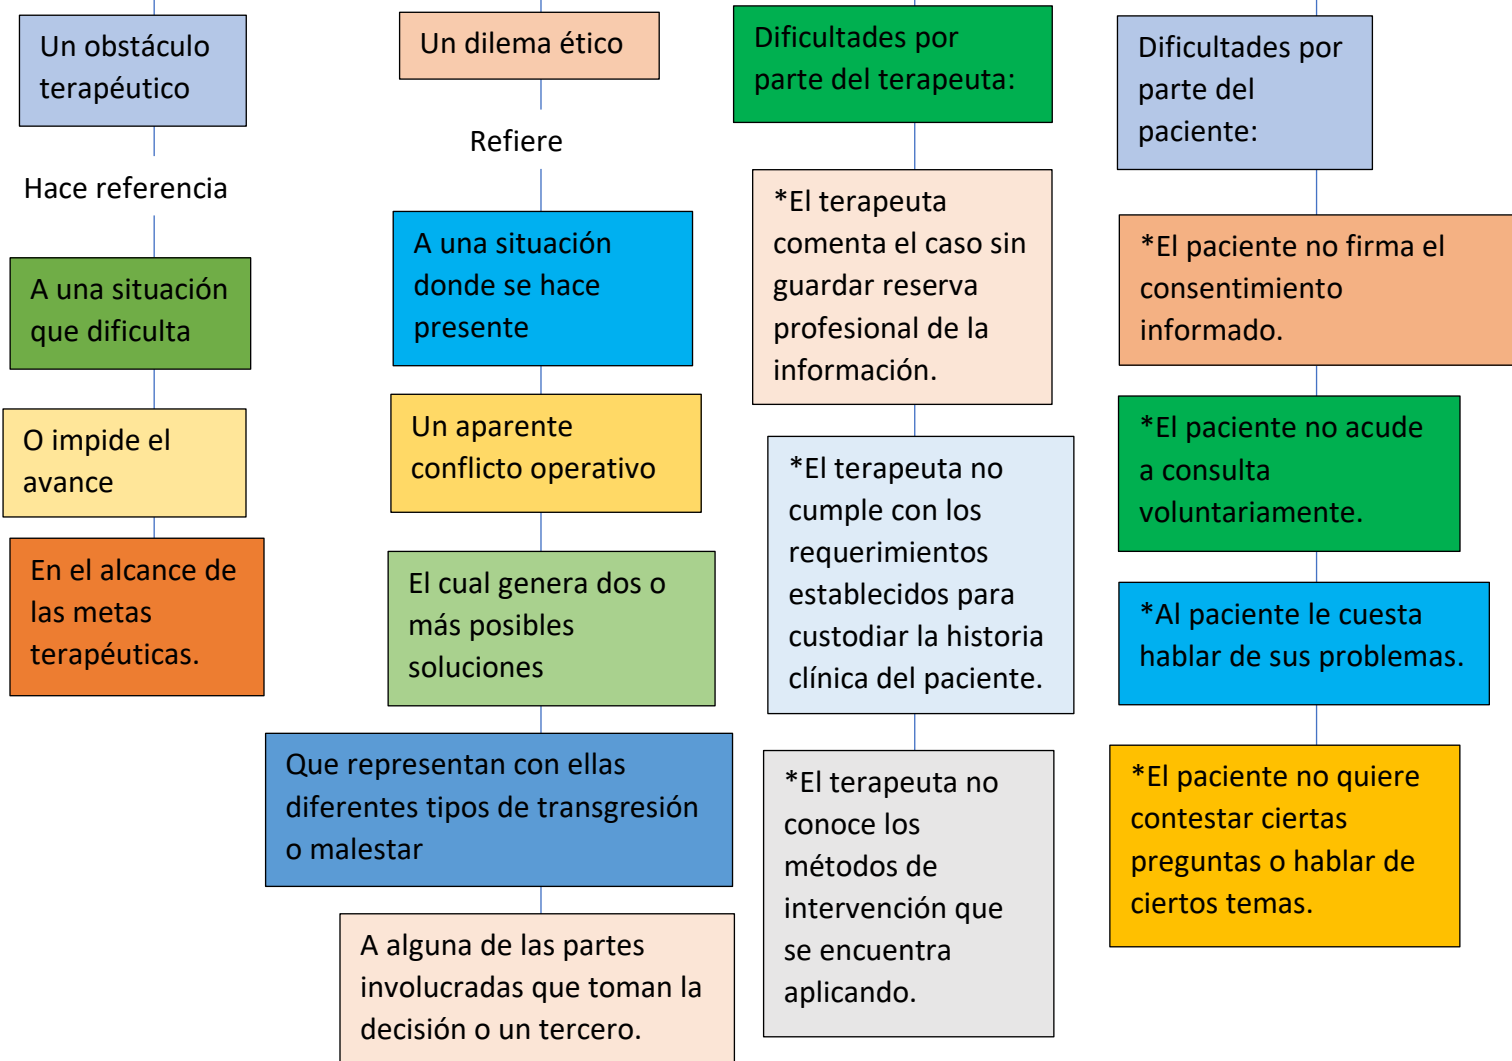 Un obstáculo
terapéutico
Hace referencia
A una situación
que dificulta
O impide el
avance
En el alcance de
las metas
terapéuticas.
Un dilema ético
Refiere
A una situación
donde se hace
presente
Un aparente
conflicto operativo
El cual genera dos o
más posibles
soluciones
Que representan con ellas
diferentes tipos de transgresión
o malestar
A alguna de las partes
involucradas que toman la
decisión o un tercero.
Dificultades por
parte del terapeuta:
*El terapeuta
comenta el caso sin
guardar reserva
profesional de la
información.
*El terapeuta no
cumple con los
requerimientos
establecidos para
custodiar la historia
clínica del paciente.
*El terapeuta no
conoce los
métodos de
intervención que
se encuentra
aplicando.
Dificultades por
parte del
paciente:
*El paciente no firma el
consentimiento
informado.
*El paciente no acude
a consulta
voluntariamente.
*Al paciente le cuesta
hablar de sus problemas.
*El paciente no quiere
contestar ciertas
preguntas o hablar de
ciertos temas.